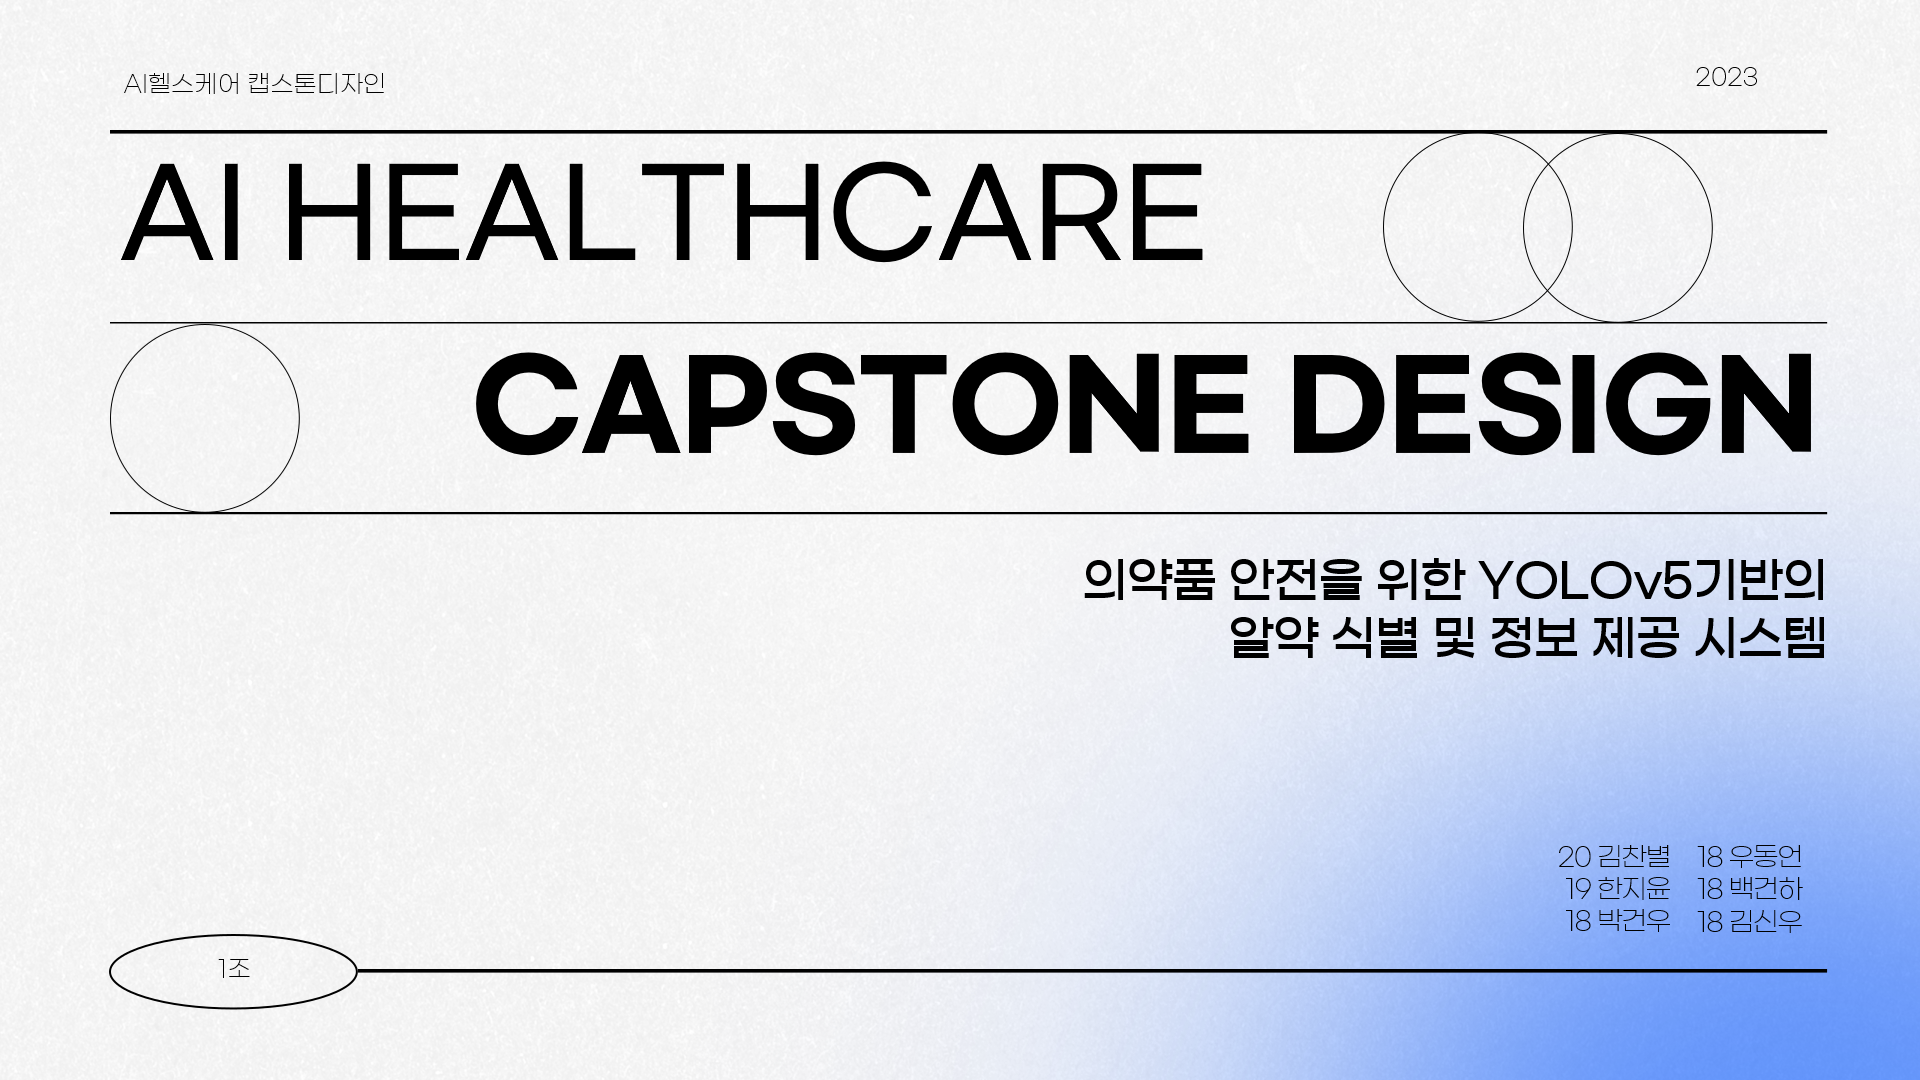 AI헬스케어 캡스톤디자인
2023
AI HEALTHCARE
CAPSTONE DESIGN
의약품 안전을 위한 YOLOv5기반의
알약 식별 및 정보 제공 시스템
20 김찬별 18 우동언
19 한지윤 18 백건하
18 박건우 18 김신우
1조